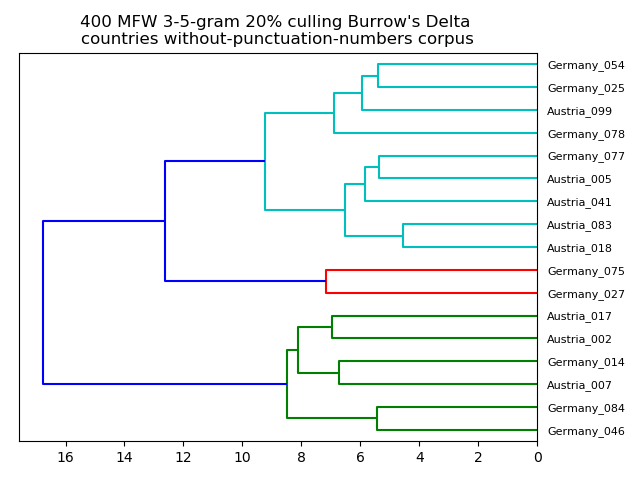 400 MFW 3-5-gram 20% culling Burrow's Delta
countries without-punctuation-numbers corpus
Germany_054
Germany_025
Austria_099
Germany_078
Germany_077
Austria_005
Austria_041
Austria_083
Austria_018
Germany_075
Germany_027
Austria_017
Austria_002
Germany_014
Austria_007
Germany_084
Germany_046
16 14 12 10 8 6 4 2 0